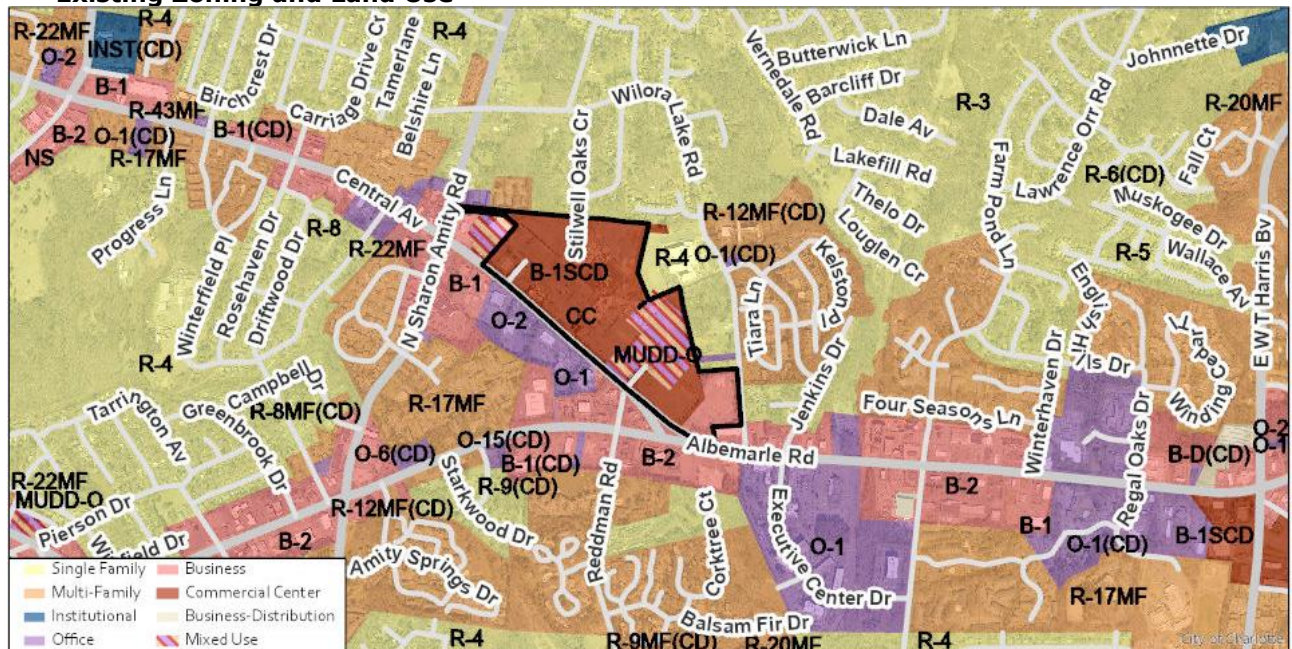 Existing Zoning and Land Use
R-22MF
R-4
O-2
INST(CD)
B-1
R-43MF
B-2
O-1(CD)
R-17MF
NS
B-1(CD)
Birchcrest Dr
Carriage Drive Cr
Tamerlane
Belshire Ln
R-4
Central Av
N Sharon Amity Rd
Progress Ln
Winterfield Pl
Rosehaven Dr
Driftwood Dr
R-8
R-22MF
B-1
Stilwell Oaks Cr
Wilora Lake Rd
B-1SCD
CC
O-2
O-1
MUDD-O
R-4
O-1(CD)
R-12MF(CD)
Vernedale Rd
Butterwick Ln
Barcliff Dr
Dale Av
Lakefill Rd
Thelo Dr
Louglen Cr
Kelston Pl
Tiara Ln
Jenkins Dr
R-3
Farm Pond Ln
Lawrence Orr Rd
Johnnette Dr
R-20MF
Fall Ct
R-6(CD)
Muskogee Dr
R-5
Wallace Av
E W T Harris Bv
English Hills Dr
Winding Cedar Tr
Winterhaven Dr
Four Seasons Ln
Regal Oaks Dr
O-2
O-1
B-D(CD)
R-4
Campbell Dr
Greenbrook Dr
Tarrington Av
R-8MF(CD)
R-17MF
O-15(CD)
O-6(CD)
B-1(CD)
R-9(CD)
B-2
Albemarle Rd
B-2
B-1
O-1(CD)
B-1SCD
R-22MF
MUDD-O
Pierson Dr
Winfield Dr
B-2
R-12MF(CD)
Starkwood Dr
Amity Springs Dr
Reddman Rd
Corktree Ct
Executive Center Dr
O-1
Balsam Fir Dr
R-17MF
R-4
R-9MF(CD)
R-20MF
R-4
Single Family
Business
Multi-Family
Commercial Center
Institutional
Business-Distribution
Office
Mixed Use
City of Charlotte